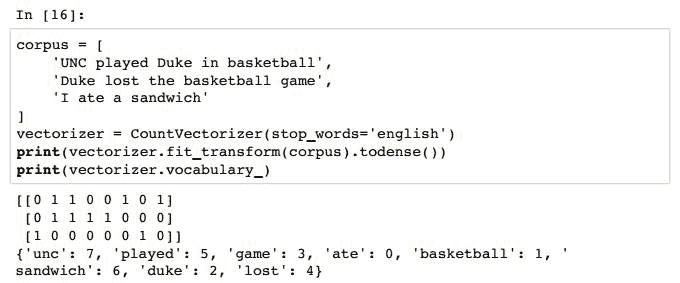 In [16]:
corpus = [
    'UNC played Duke in basketball',
    'Duke lost the basketball game',
    'I ate a sandwich'
]
vectorizer = CountVectorizer(stop_words='english')
print(vectorizer.fit_transform(corpus).todense())
print(vectorizer.vocabulary_)
[[0 1 1 0 0 1 0 1]
 [0 1 1 1 1 0 0 0]
 [1 0 0 0 0 0 1 0]]
{'unc': 7, 'played': 5, 'game': 3, 'ate': 0, 'basketball': 1, '
sandwich': 6, 'duke': 2, 'lost': 4}